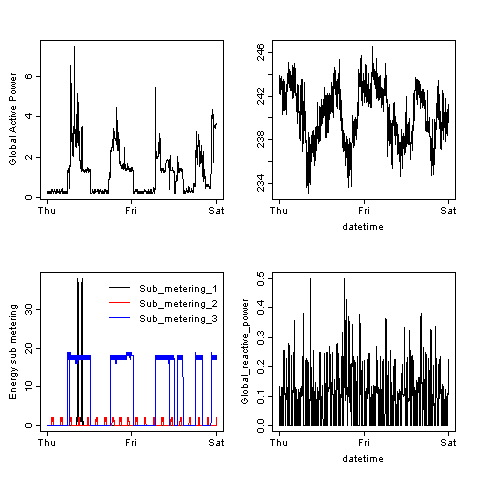 Global Active Power
0 2 4 6
Thu Fri Sat
234 238 242 246
Thu Fri Sat
datetime
Energy sub metering
0 10 20 30
Sub_metering_1
Sub_metering_2
Sub_metering_3
Thu Fri Sat
Global_reactive_power
0.0 0.1 0.2 0.3 0.4 0.5
Thu Fri Sat
datetime